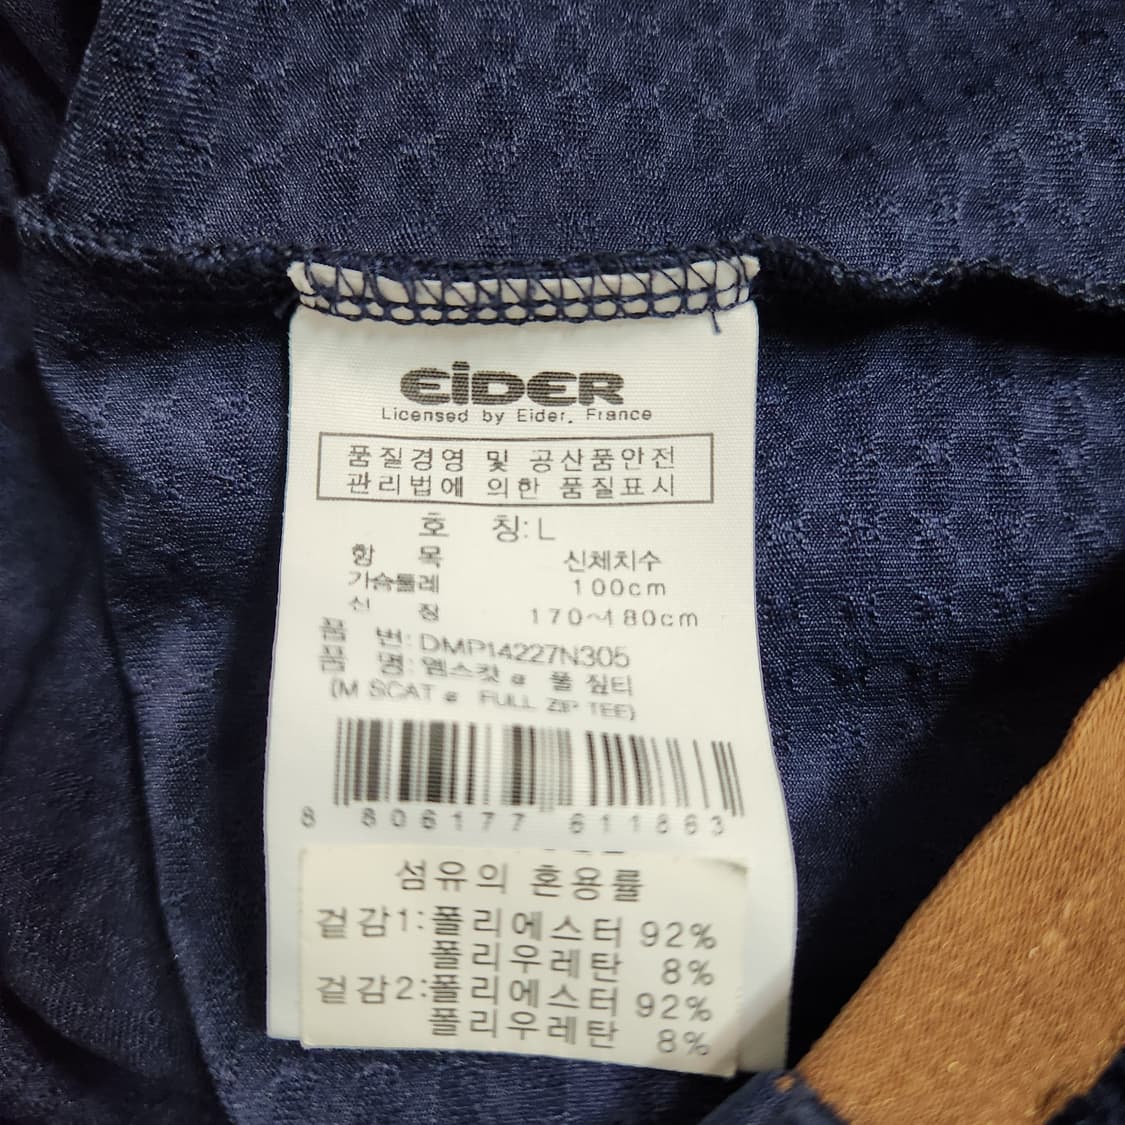 EiDER
Licensed by Eider, France
품질경영 및 공산품안전
관리법에 의한 품질표시
호 칭: L
항 목 신체치수
가슴둘레 100cm
신 장 170~180cm
품 번: DMP14227N305
품 명: 엠스캇 ø 풀 짚티
(M SCAT ø FULL ZIP TEE)
8 806177 611863
섬유의 혼용률
겉감1: 폴리에스터 92%
폴리우레탄 8%
겉감2: 폴리에스터 92%
폴리우레탄 8%